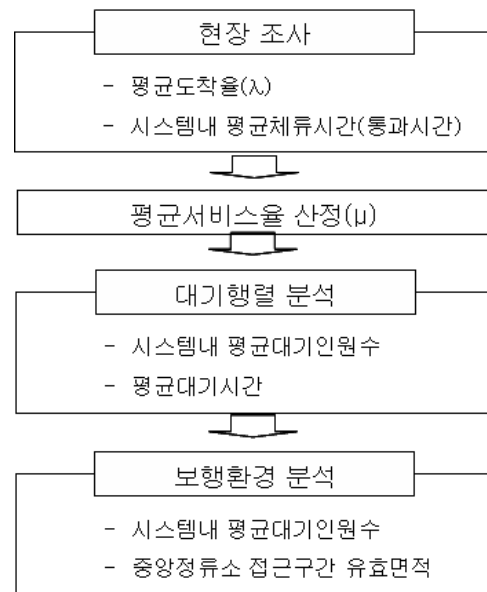 현장 조사
- 평균도착율(λ)
- 시스템내 평균체류시간(통과시간)
평균서비스율 산정(μ)
대기행렬 분석
- 시스템내 평균대기인원수
- 평균대기시간
보행환경 분석
- 시스템내 평균대기인원수
- 중앙정류소 접근구간 유효면적